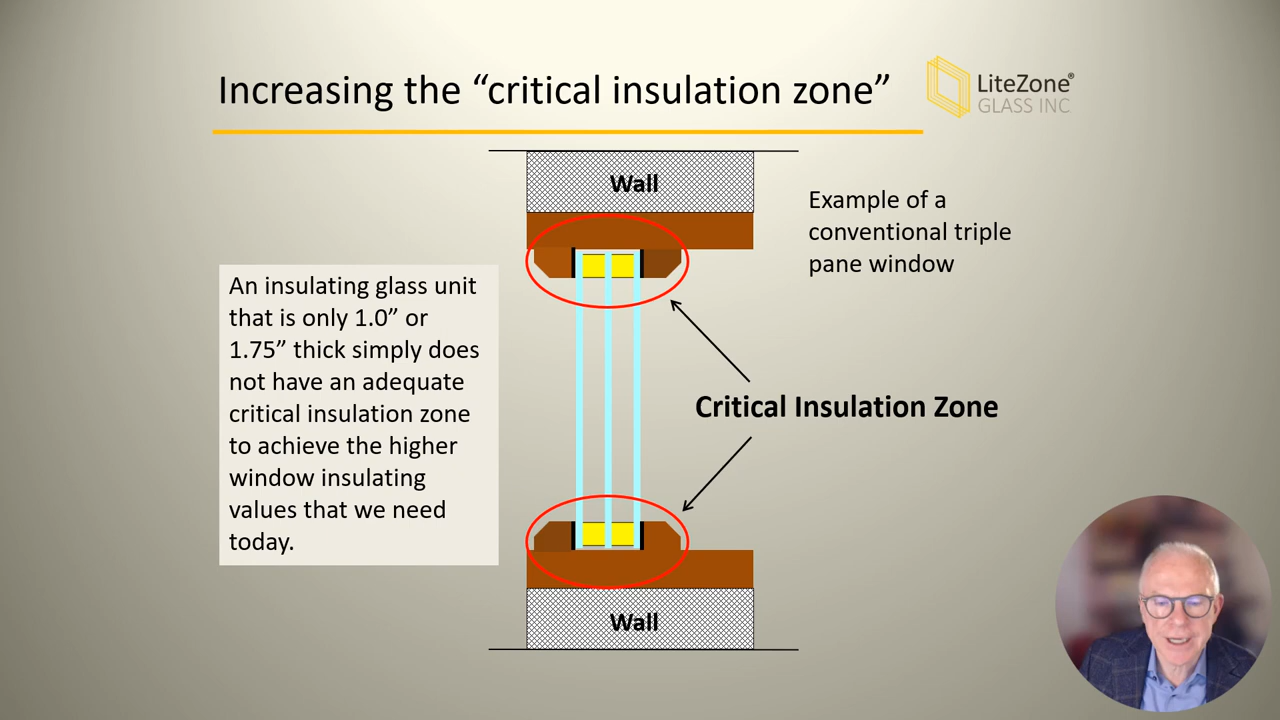 Increasing the “critical insulation zone”
LiteZone®
GLASS INC
Wall
Example of a
conventional triple
pane window
An insulating glass unit
that is only 1.0” or
1.75” thick simply does
not have an adequate
critical insulation zone
to achieve the higher
window insulating
values that we need
today.
Critical Insulation Zone
Wall